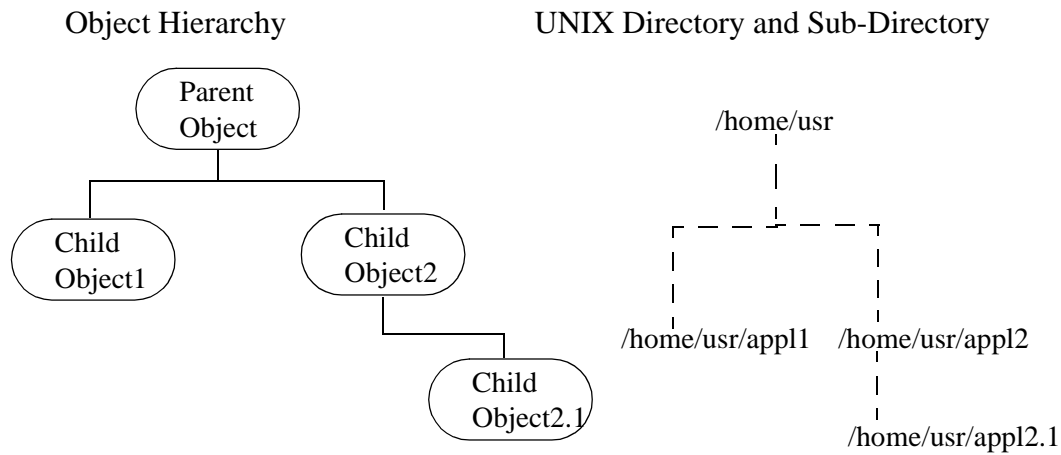 Object Hierarchy
UNIX Directory and Sub-Directory
Parent
Object
Child
Object1
Child
Object2
Child
Object2.1
/home/usr
/home/usr/appl1
/home/usr/appl2
/home/usr/appl2.1